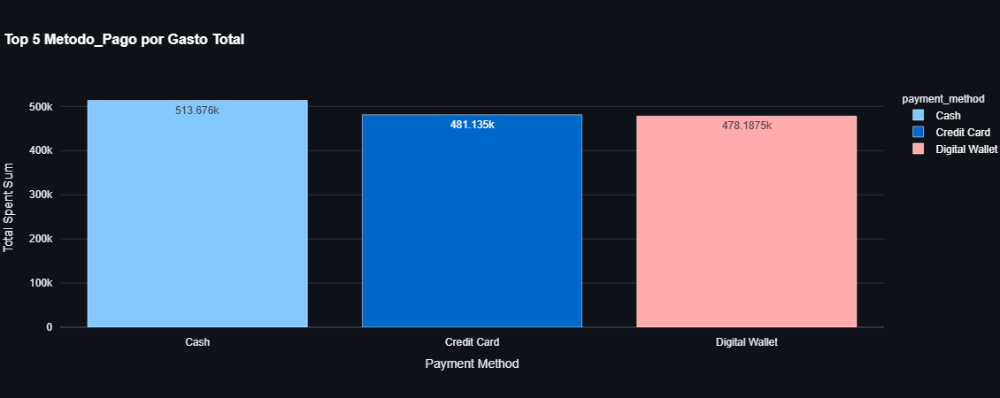 Top 5 Metodo_Pago por Gasto Total
payment_method
Cash
Credit Card
Digital Wallet
Total Spent Sum
500k
400k
300k
200k
100k
0
513.676k
481.135k
478.1875k
Cash
Credit Card
Digital Wallet
Payment Method